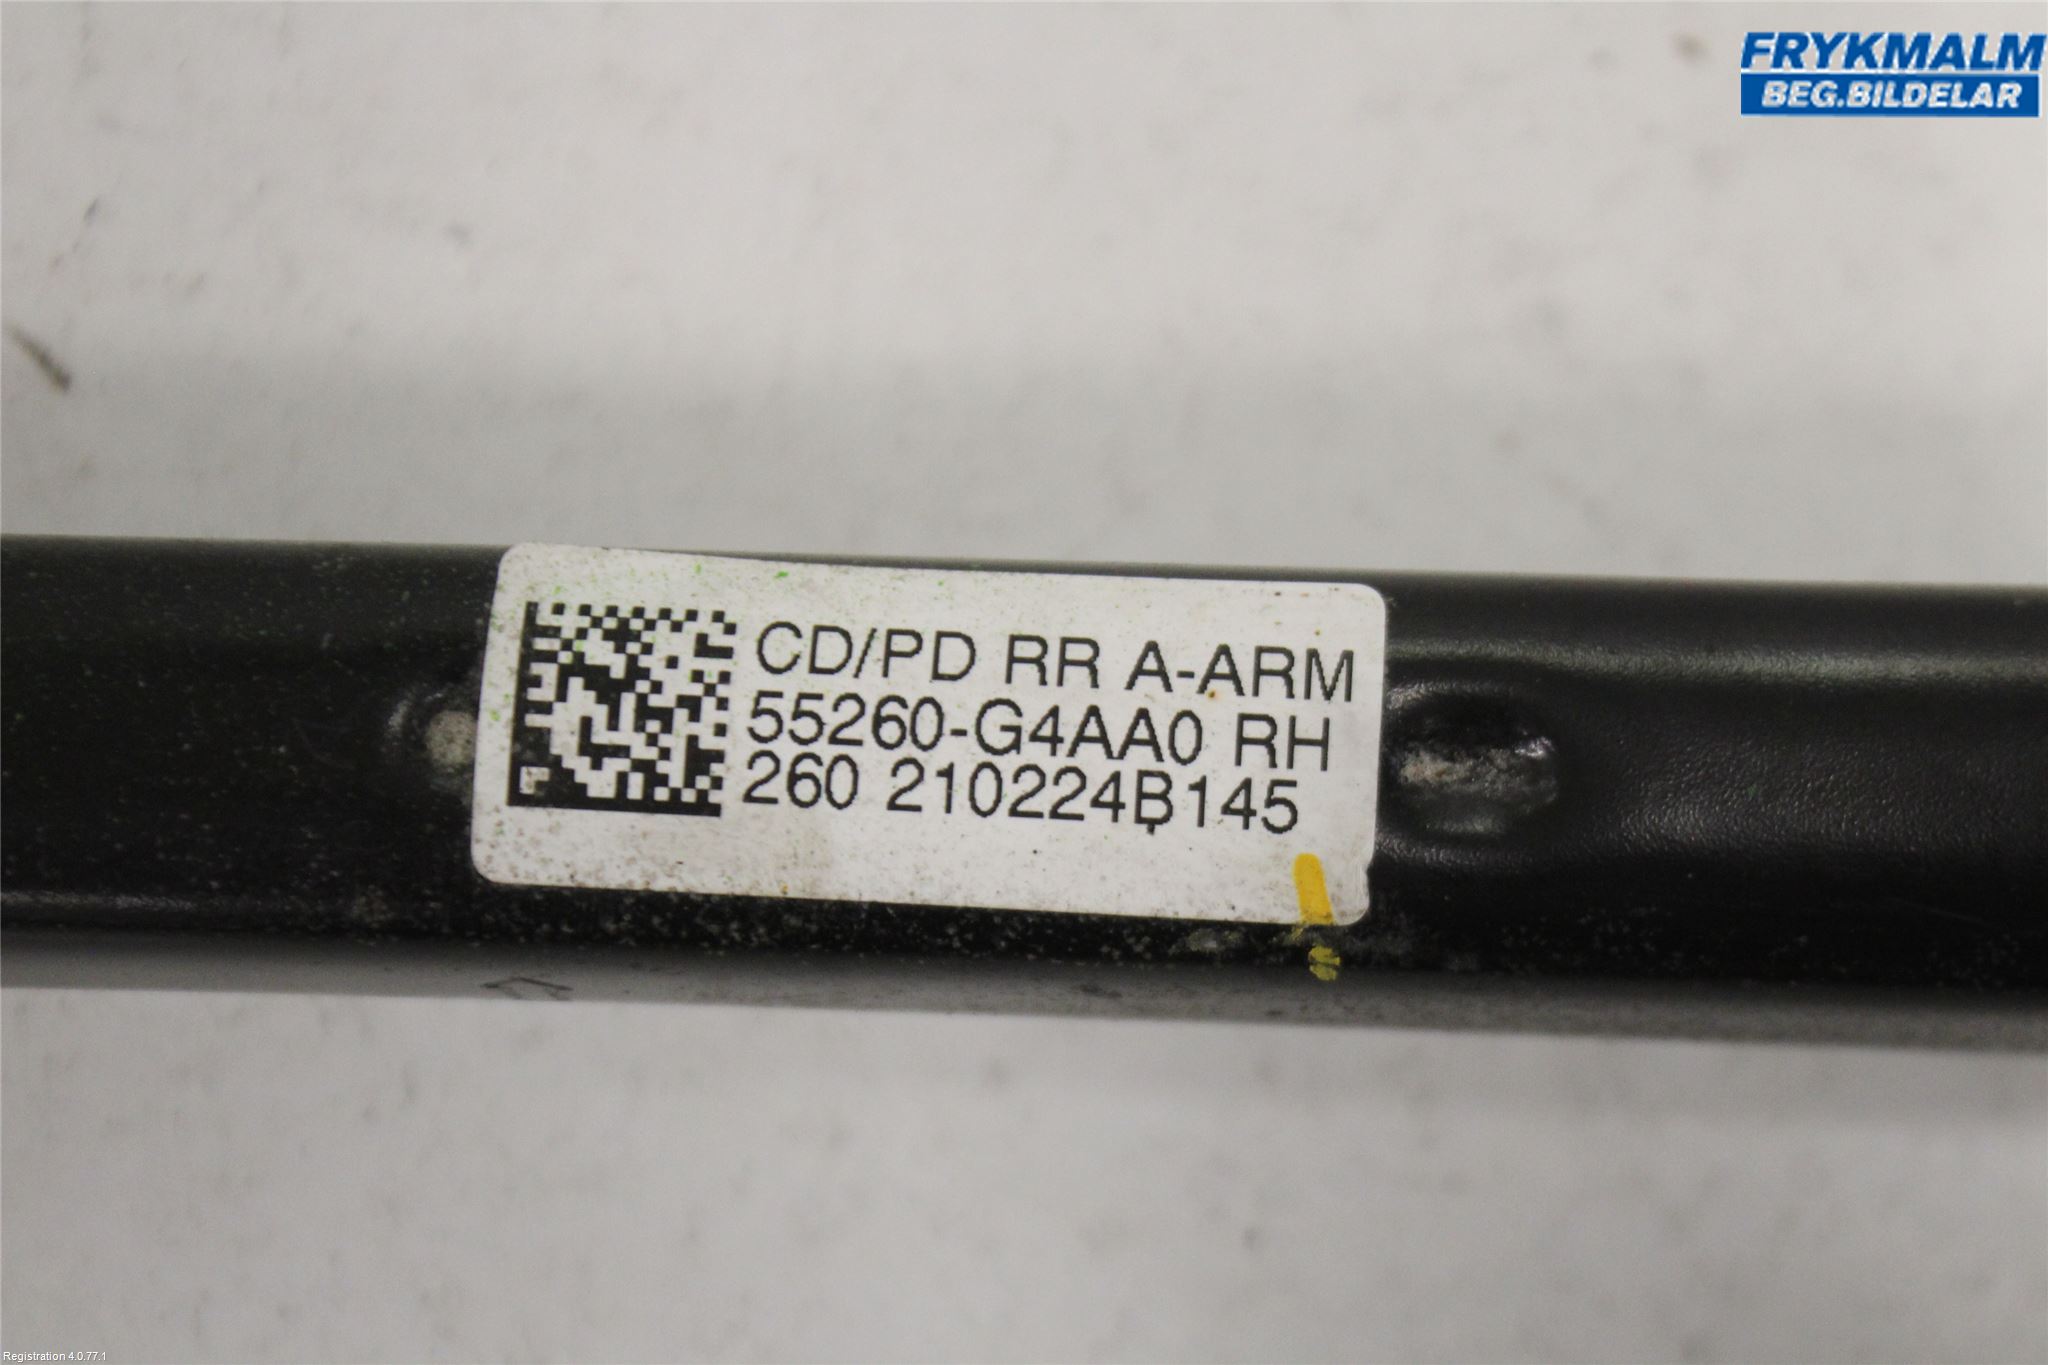 FRYKMALM
BEG.BILDELAR
CD/PD RR A-ARM
55260-G4AA0 RH
260 210224B145
Registration 4.0.77.1